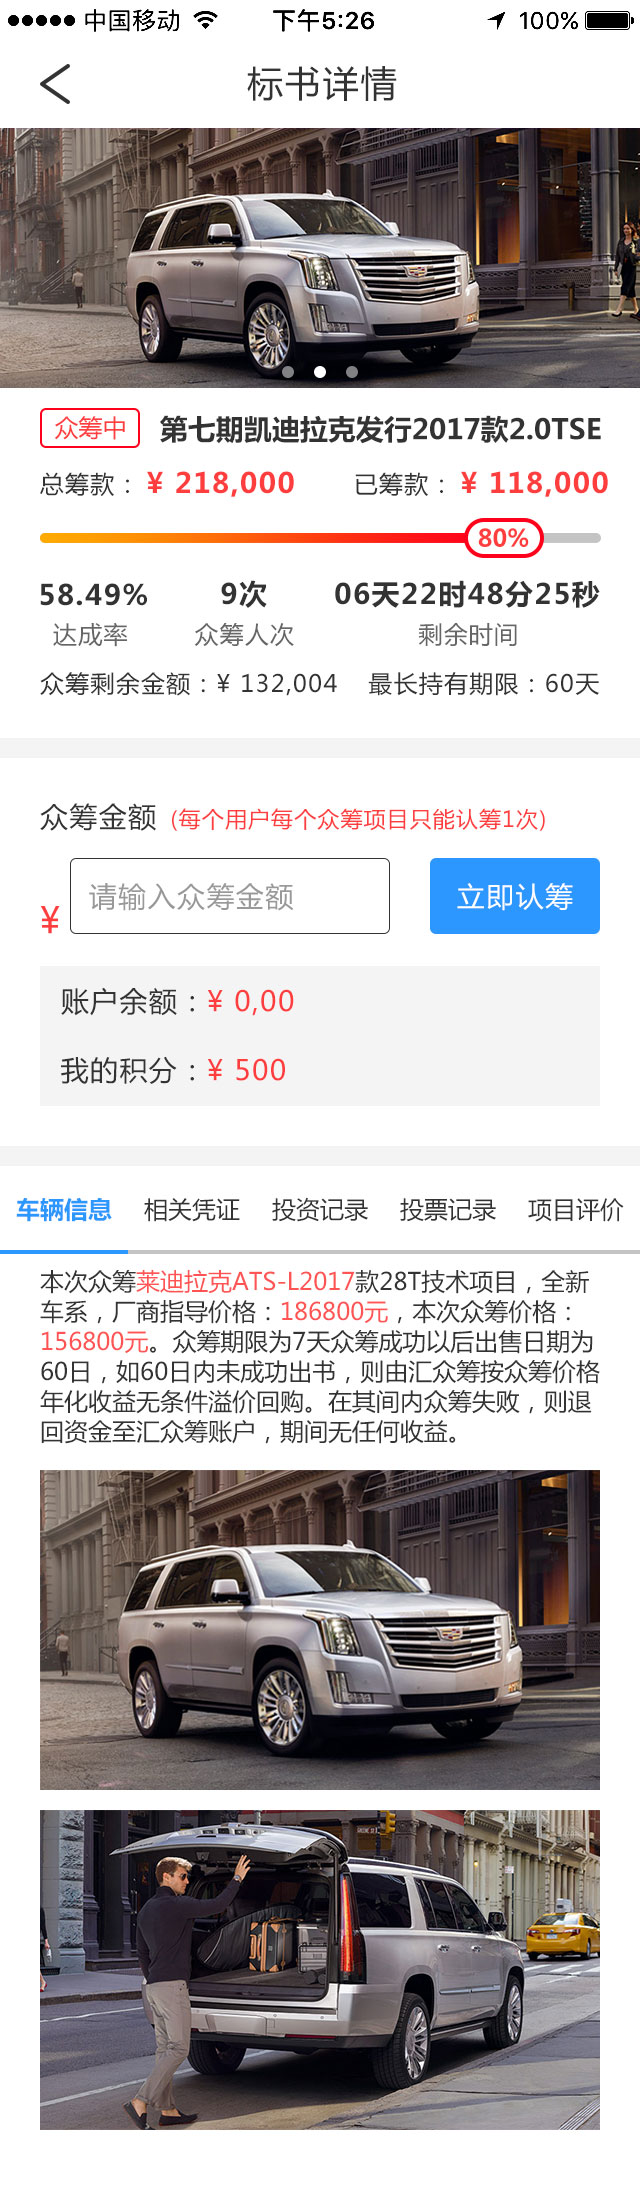 中国移动 下午5:26 100%
标书详情
众筹中 第七期凯迪拉克发行2017款2.0TSE
总筹款：¥ 218,000 已筹款：¥ 118,000
80%
58.49% 9次 06天22时48分25秒
达成率 众筹人次 剩余时间
众筹剩余金额：¥ 132,004 最长持有期限：60天
众筹金额 (每个用户每个众筹项目只能认筹1次)
¥ 请输入众筹金额 立即认筹
账户余额：¥ 0,00
我的积分：¥ 500
车辆信息 相关凭证 投资记录 投票记录 项目评价
本次众筹莱迪拉克ATS-L2017款28T技术项目，全新
车系，厂商指导价格：186800元，本次众筹价格：
156800元。众筹期限为7天众筹成功以后出售日期为
60日，如60日内未成功出书，则由汇众筹按众筹价格
年化收益无条件溢价回购。在其间内众筹失败，则退
回资金至汇众筹账户，期间无任何收益。